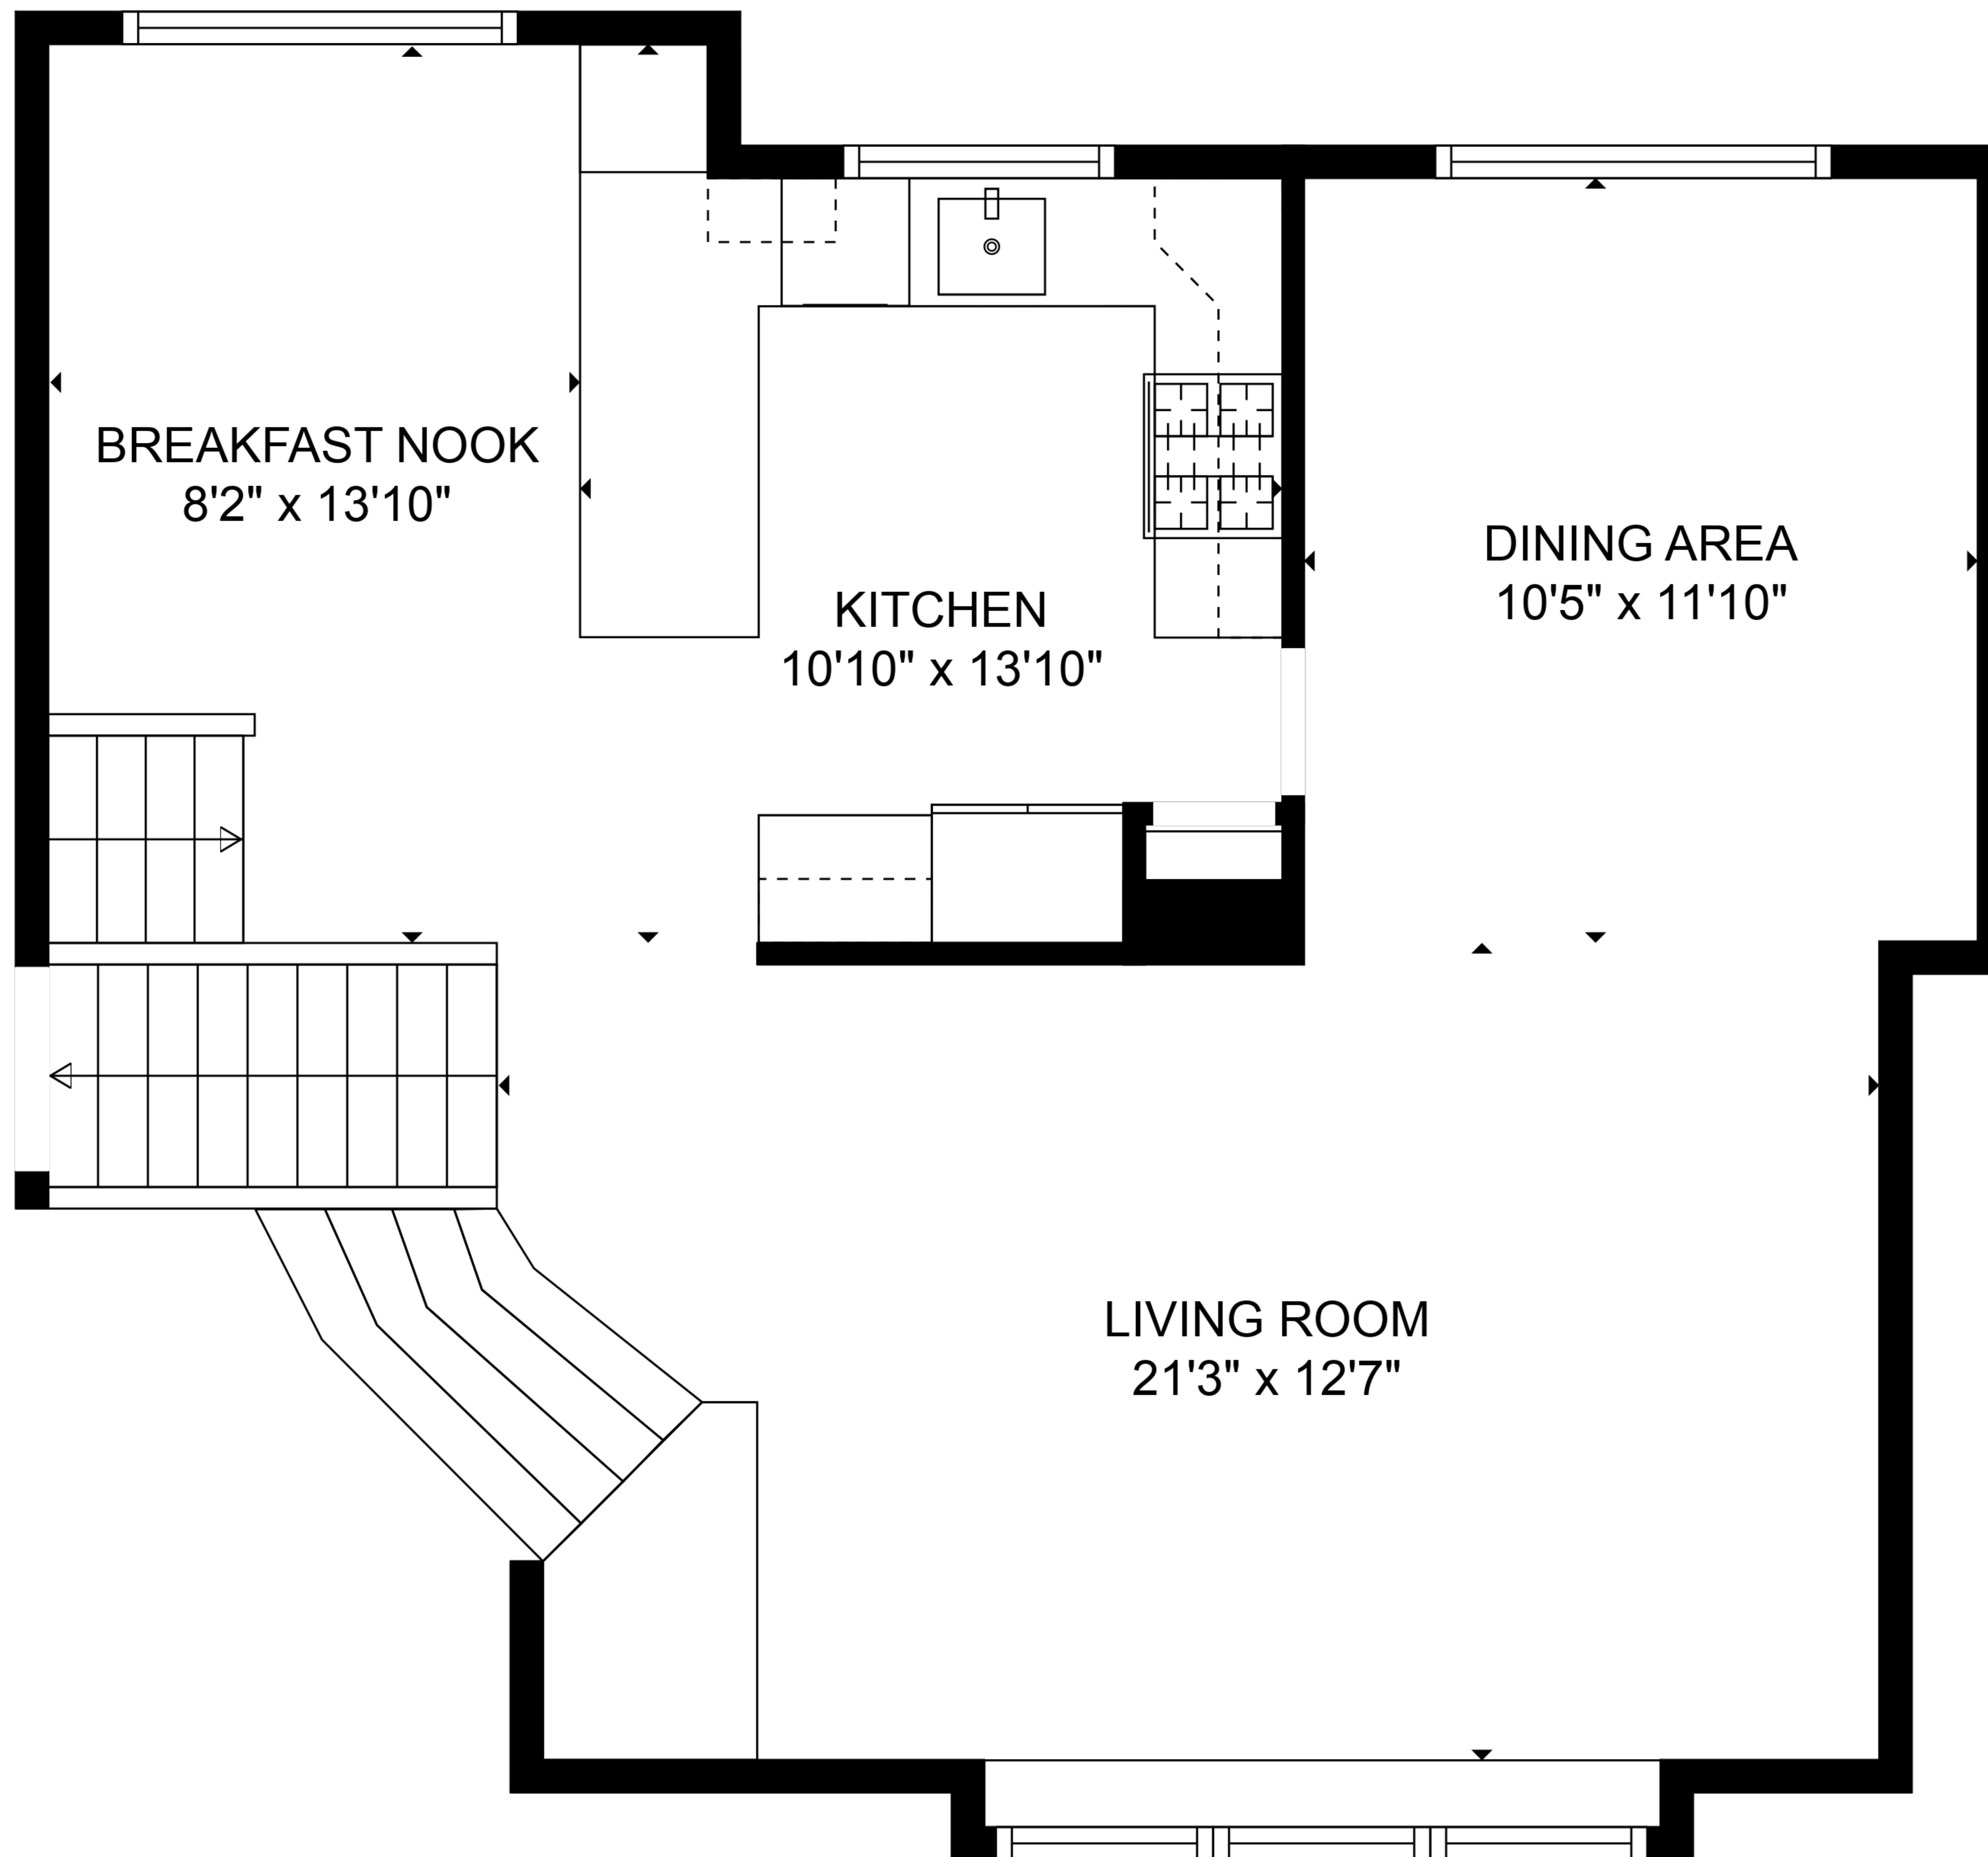 BREAKFAST NOOK
8'2" x 13'10"
DINING AREA
10'5" x 11'10"
KITCHEN
10'10" x 13'10"
LIVING ROOM
21'3" x 12'7"